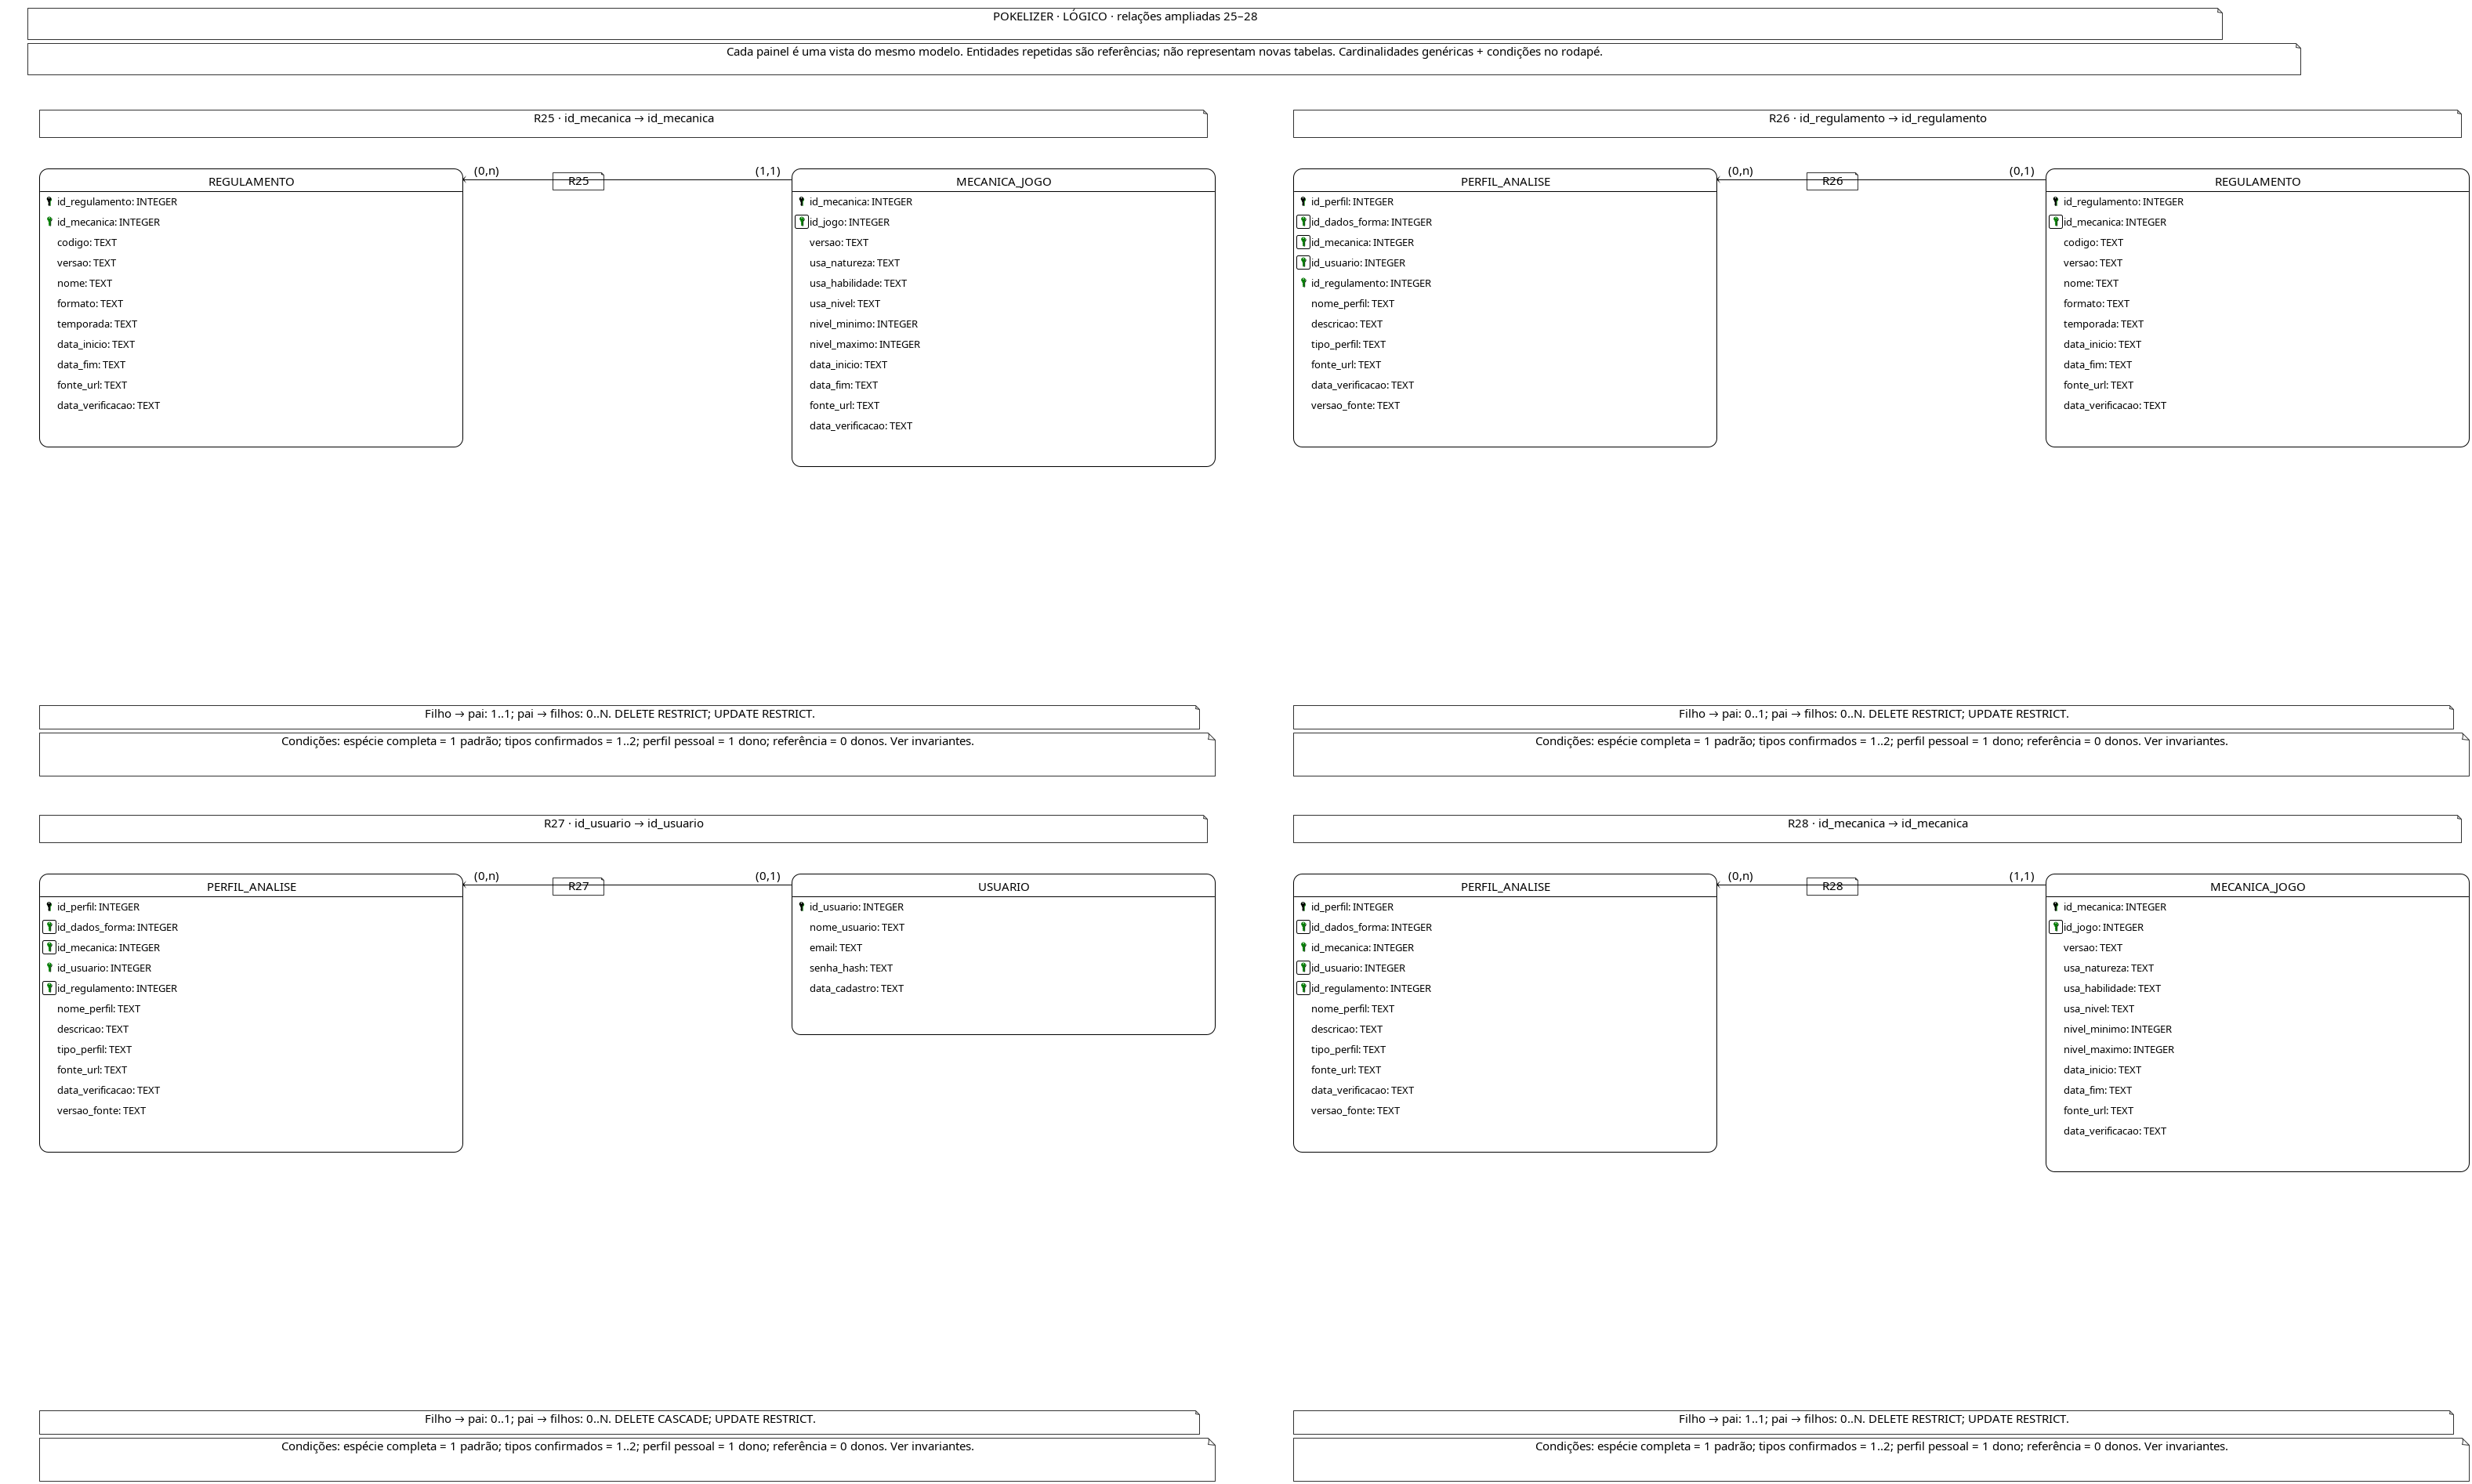 POKELIZER · LÓGICO · relações ampliadas 25–28
Cada painel é uma vista do mesmo modelo. Entidades repetidas são referências; não representam novas tabelas. Cardinalidades genéricas + condições no rodapé.
R25 · id_mecanica → id_mecanica
REGULAMENTO
id_regulamento: INTEGER
id_mecanica: INTEGER
codigo: TEXT
versao: TEXT
nome: TEXT
formato: TEXT
temporada: TEXT
data_inicio: TEXT
data_fim: TEXT
fonte_url: TEXT
data_verificacao: TEXT
(0,n)
R25
(1,1)
MECANICA_JOGO
id_mecanica: INTEGER
id_jogo: INTEGER
versao: TEXT
usa_natureza: TEXT
usa_habilidade: TEXT
usa_nivel: TEXT
nivel_minimo: INTEGER
nivel_maximo: INTEGER
data_inicio: TEXT
data_fim: TEXT
fonte_url: TEXT
data_verificacao: TEXT
Filho → pai: 1..1; pai → filhos: 0..N. DELETE RESTRICT; UPDATE RESTRICT.
Condições: espécie completa = 1 padrão; tipos confirmados = 1..2; perfil pessoal = 1 dono; referência = 0 donos. Ver invariantes.
R26 · id_regulamento → id_regulamento
PERFIL_ANALISE
id_perfil: INTEGER
id_dados_forma: INTEGER
id_mecanica: INTEGER
id_usuario: INTEGER
id_regulamento: INTEGER
nome_perfil: TEXT
descricao: TEXT
tipo_perfil: TEXT
fonte_url: TEXT
data_verificacao: TEXT
versao_fonte: TEXT
(0,n)
R26
(0,1)
REGULAMENTO
id_regulamento: INTEGER
id_mecanica: INTEGER
codigo: TEXT
versao: TEXT
nome: TEXT
formato: TEXT
temporada: TEXT
data_inicio: TEXT
data_fim: TEXT
fonte_url: TEXT
data_verificacao: TEXT
Filho → pai: 0..1; pai → filhos: 0..N. DELETE RESTRICT; UPDATE RESTRICT.
Condições: espécie completa = 1 padrão; tipos confirmados = 1..2; perfil pessoal = 1 dono; referência = 0 donos. Ver invariantes.
R27 · id_usuario → id_usuario
PERFIL_ANALISE
id_perfil: INTEGER
id_dados_forma: INTEGER
id_mecanica: INTEGER
id_usuario: INTEGER
id_regulamento: INTEGER
nome_perfil: TEXT
descricao: TEXT
tipo_perfil: TEXT
fonte_url: TEXT
data_verificacao: TEXT
versao_fonte: TEXT
(0,n)
R27
(0,1)
USUARIO
id_usuario: INTEGER
nome_usuario: TEXT
email: TEXT
senha_hash: TEXT
data_cadastro: TEXT
Filho → pai: 0..1; pai → filhos: 0..N. DELETE CASCADE; UPDATE RESTRICT.
Condições: espécie completa = 1 padrão; tipos confirmados = 1..2; perfil pessoal = 1 dono; referência = 0 donos. Ver invariantes.
R28 · id_mecanica → id_mecanica
PERFIL_ANALISE
id_perfil: INTEGER
id_dados_forma: INTEGER
id_mecanica: INTEGER
id_usuario: INTEGER
id_regulamento: INTEGER
nome_perfil: TEXT
descricao: TEXT
tipo_perfil: TEXT
fonte_url: TEXT
data_verificacao: TEXT
versao_fonte: TEXT
(0,n)
R28
(1,1)
MECANICA_JOGO
id_mecanica: INTEGER
id_jogo: INTEGER
versao: TEXT
usa_natureza: TEXT
usa_habilidade: TEXT
usa_nivel: TEXT
nivel_minimo: INTEGER
nivel_maximo: INTEGER
data_inicio: TEXT
data_fim: TEXT
fonte_url: TEXT
data_verificacao: TEXT
Filho → pai: 1..1; pai → filhos: 0..N. DELETE RESTRICT; UPDATE RESTRICT.
Condições: espécie completa = 1 padrão; tipos confirmados = 1..2; perfil pessoal = 1 dono; referência = 0 donos. Ver invariantes.